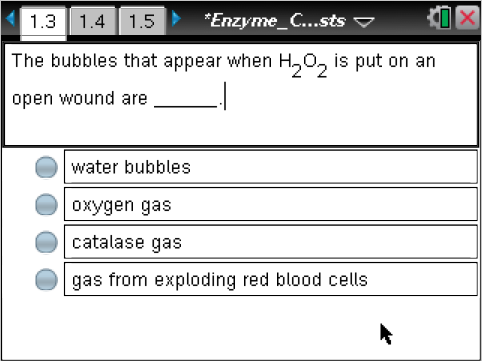 1.3 1.4 1.5 *Enzyme_C...sts
The bubbles that appear when H₂O₂ is put on an
open wound are ______.
water bubbles
oxygen gas
catalase gas
gas from exploding red blood cells